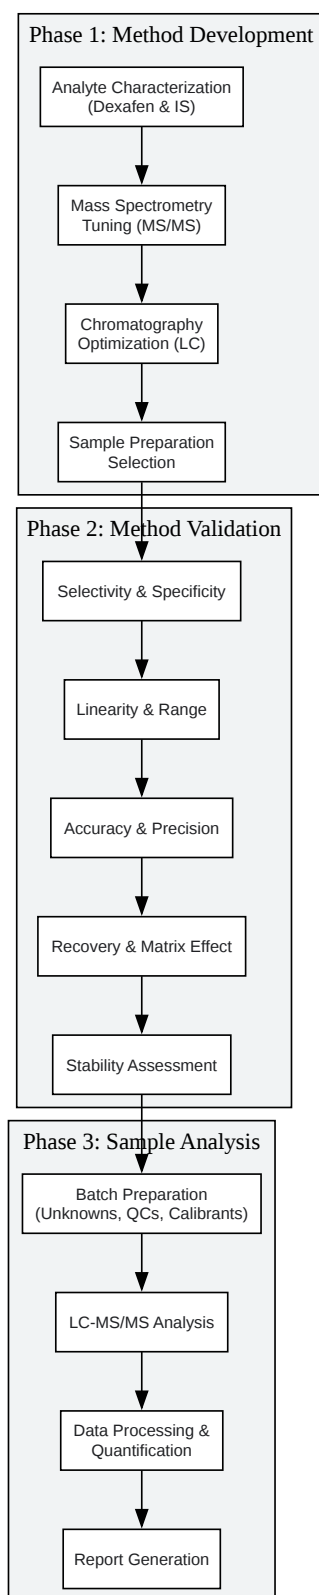 Phase 1: Method Development
Analyte Characterization
(Dexafen & IS)
Mass Spectrometry
Tuning (MS/MS)
Chromatography
Optimization (LC)
Sample Preparation
Selection
Phase 2: Method Validation
Selectivity & Specificity
Linearity & Range
Accuracy & Precision
Recovery & Matrix Effect
Stability Assessment
Phase 3: Sample Analysis
Batch Preparation
(Unknowns, QCs, Calibrants)
LC-MS/MS Analysis
Data Processing &
Quantification
Report Generation